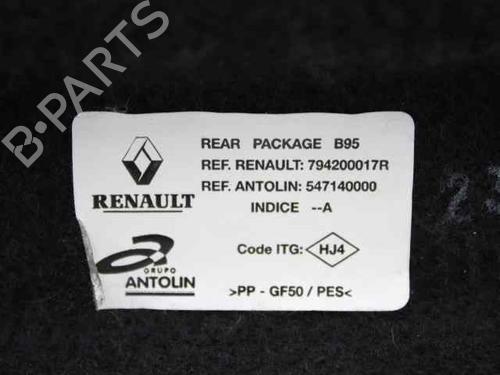 B-PARTS
REAR PACKAGE B95
REF. RENAULT: 794200017R
REF. ANTOLIN: 547140000
INDICE --A
RENAULT
Code ITG: HJ4
GRUPO
ANTOLIN
>PP - GF50 / PES<